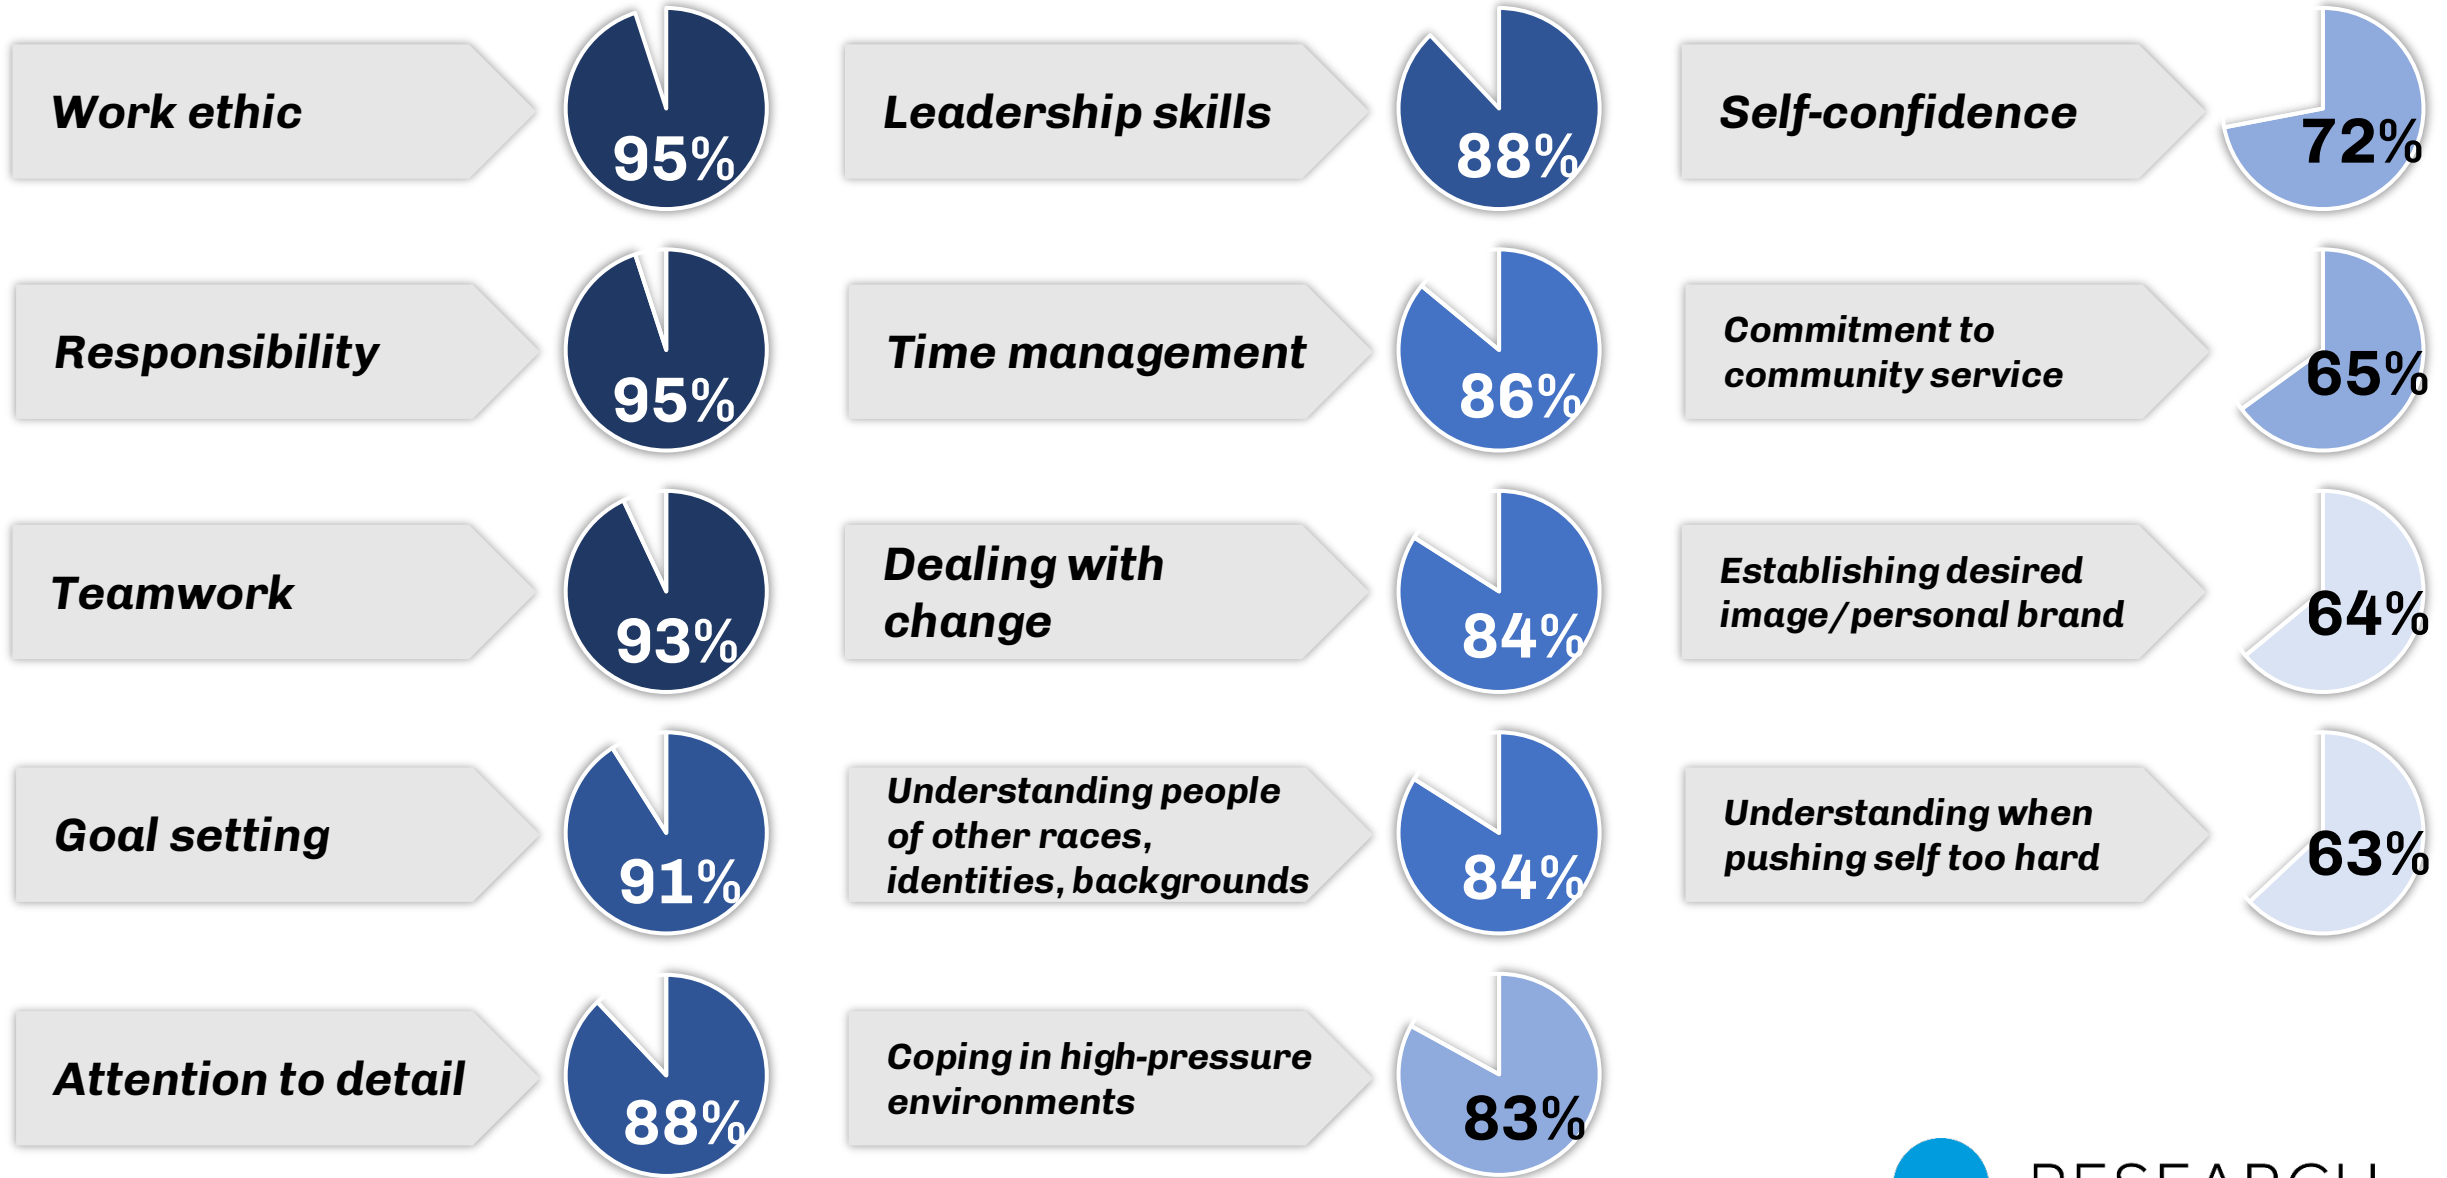 Work ethic
95%
Responsibility
95%
Teamwork
93%
Goal setting
91%
Attention to detail
88%
Leadership skills
88%
Time management
86%
Dealing with
change
84%
Understanding people
of other races,
identities, backgrounds
84%
Coping in high-pressure
environments
83%
Self-confidence
72%
Commitment to
community service
65%
Establishing desired
image/personal brand
64%
Understanding when
pushing self too hard
63%
RESEARCH